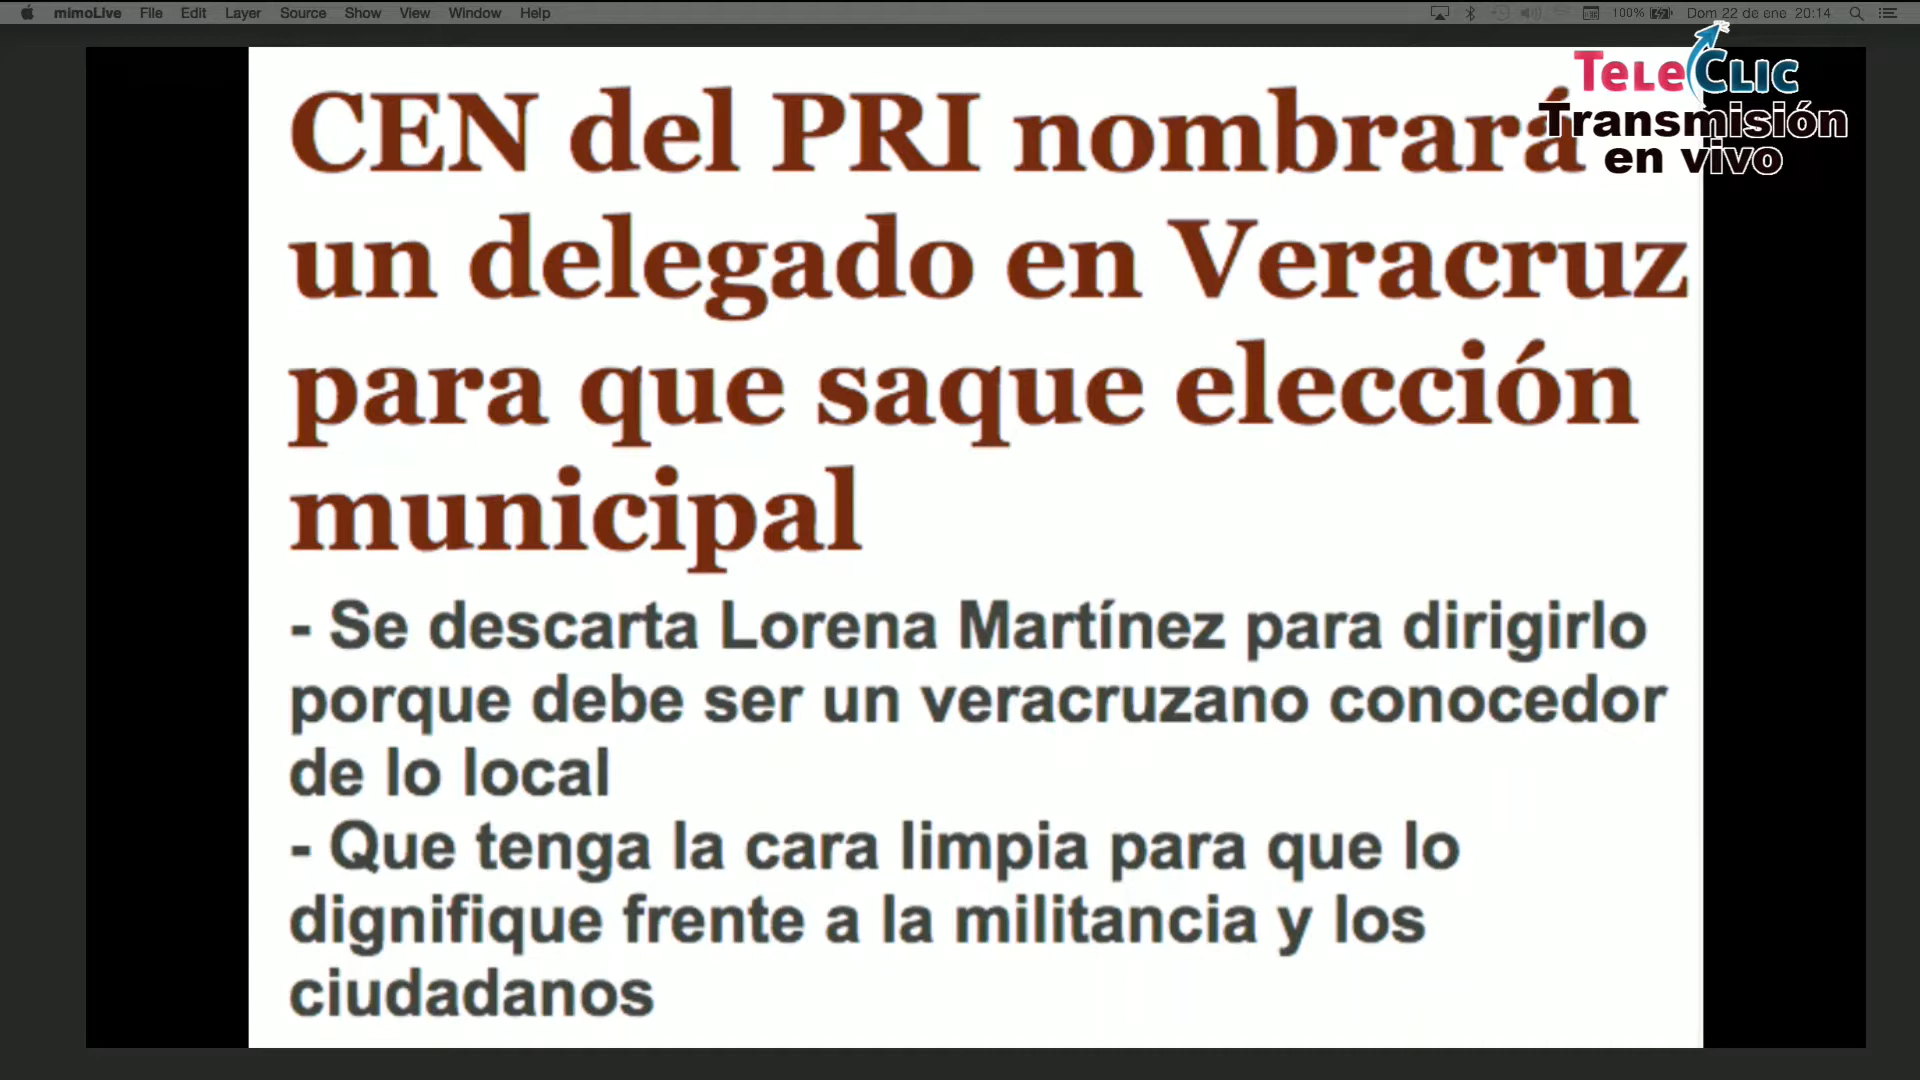 mimoLive File Edit Layer Source Show View Window Help 100% Dom 22 de ene 20:14
TELECLIC
Transmisión
en vivo
CEN del PRI nombrará
un delegado en Veracruz
para que saque elección
municipal
- Se descarta Lorena Martínez para dirigirlo
porque debe ser un veracruzano conocedor
de lo local
- Que tenga la cara limpia para que lo
dignifique frente a la militancia y los
ciudadanos